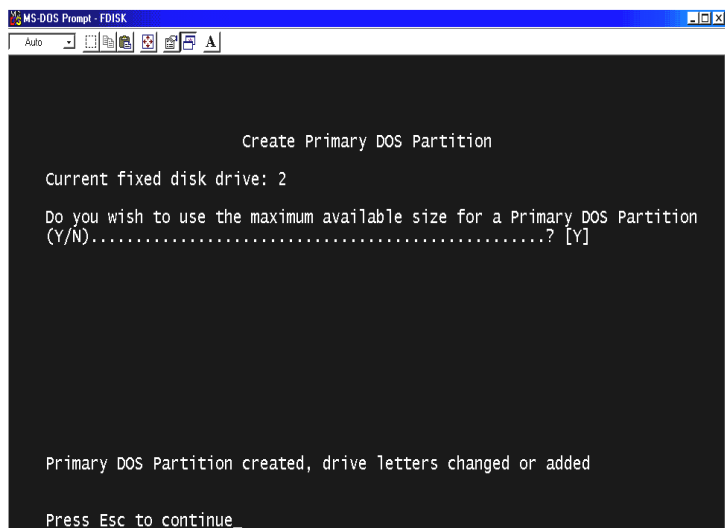 MS-DOS Prompt - FDISK
Auto
A
Create Primary DOS Partition
Current fixed disk drive: 2
Do you wish to use the maximum available size for a Primary DOS Partition
(Y/N)...................................................? [Y]
Primary DOS Partition created, drive letters changed or added
Press Esc to continue_